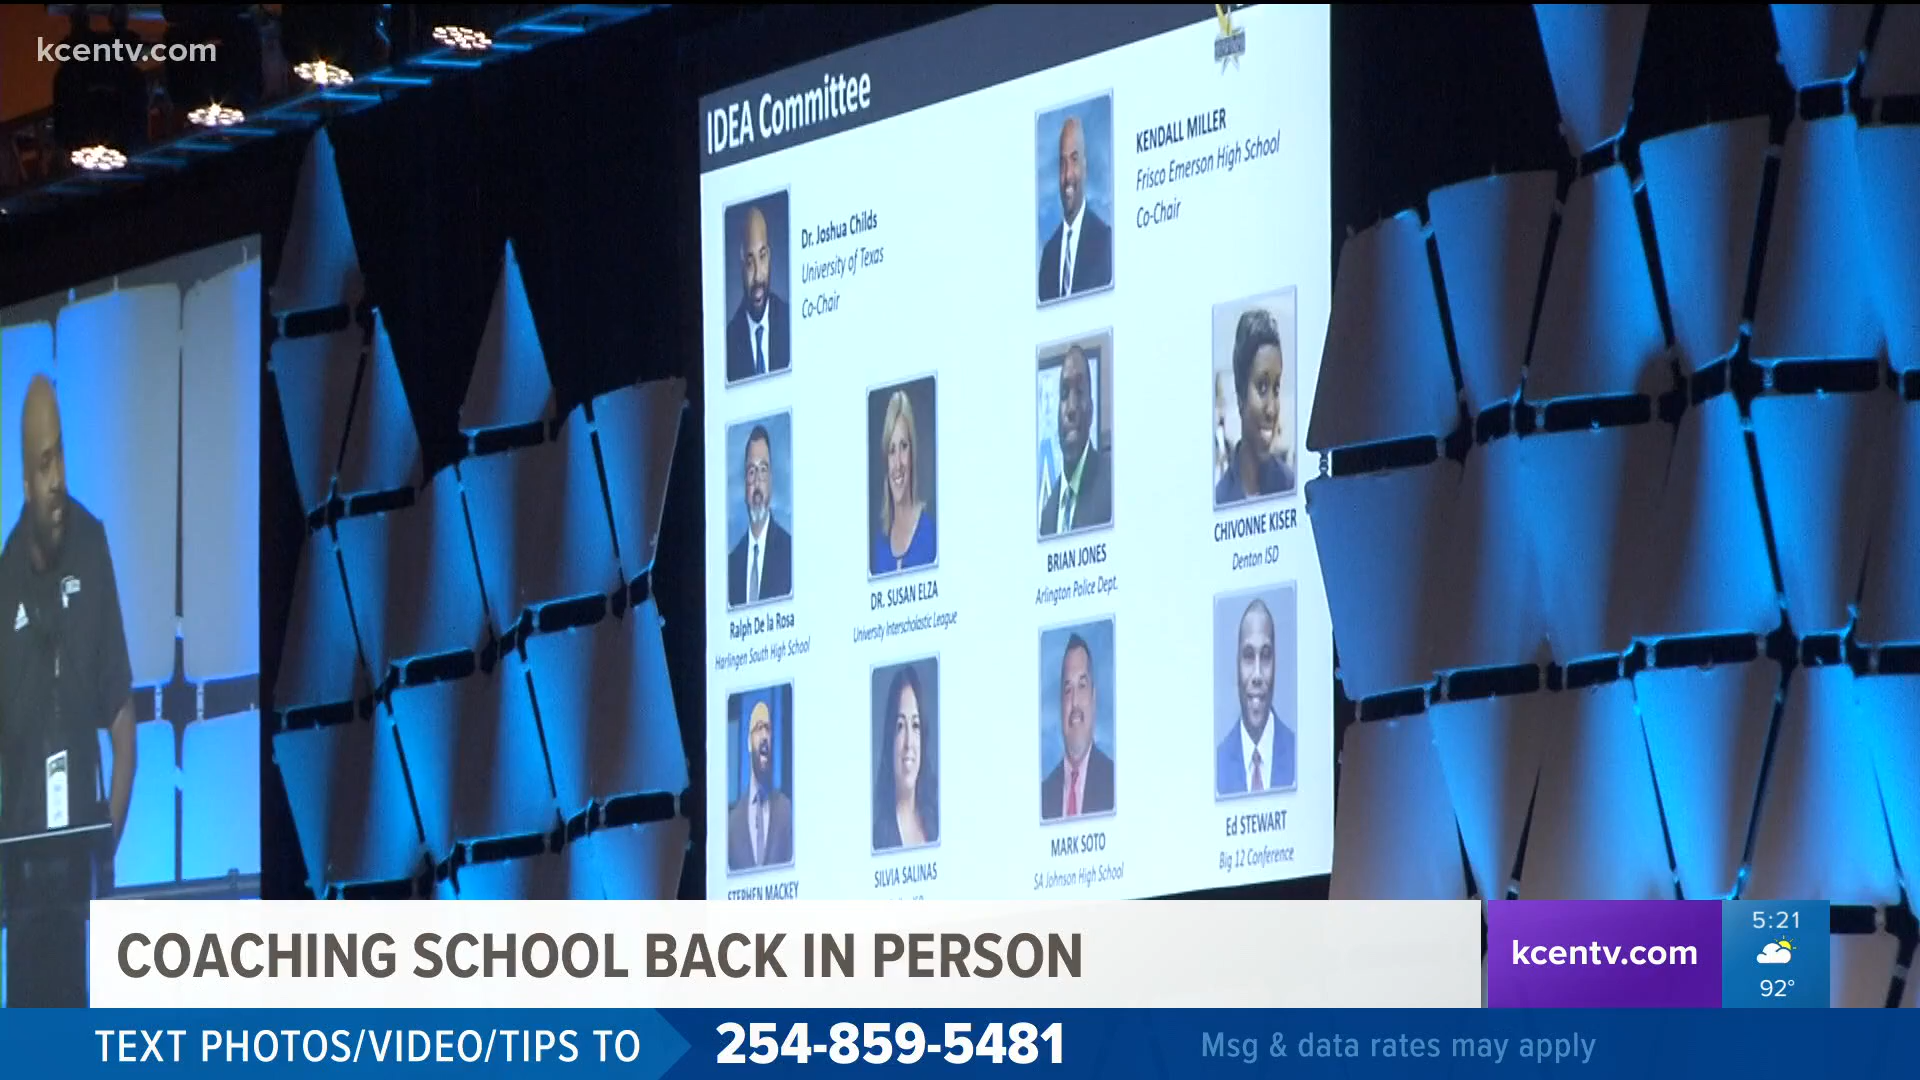 kcentv.com
IDEA Committee
Dr. Joshua Childs
University of Texas
Co-Chair
KENDALL MILLER
Frisco Emerson High School
Co-Chair
Ralph De la Rosa
Harlingen South High School
DR. SUSAN ELZA
University Interscholastic League
BRIAN JONES
Arlington Police Dept.
CHIVONNE KISER
Denton ISD
STEPHEN MACKEY
SILVIA SALINAS
MARK SOTO
SA Johnson High School
Ed STEWART
Big 12 Conference
COACHING SCHOOL BACK IN PERSON
kcentv.com
5:21
92°
TEXT PHOTOS/VIDEO/TIPS TO
254-859-5481
Msg & data rates may apply